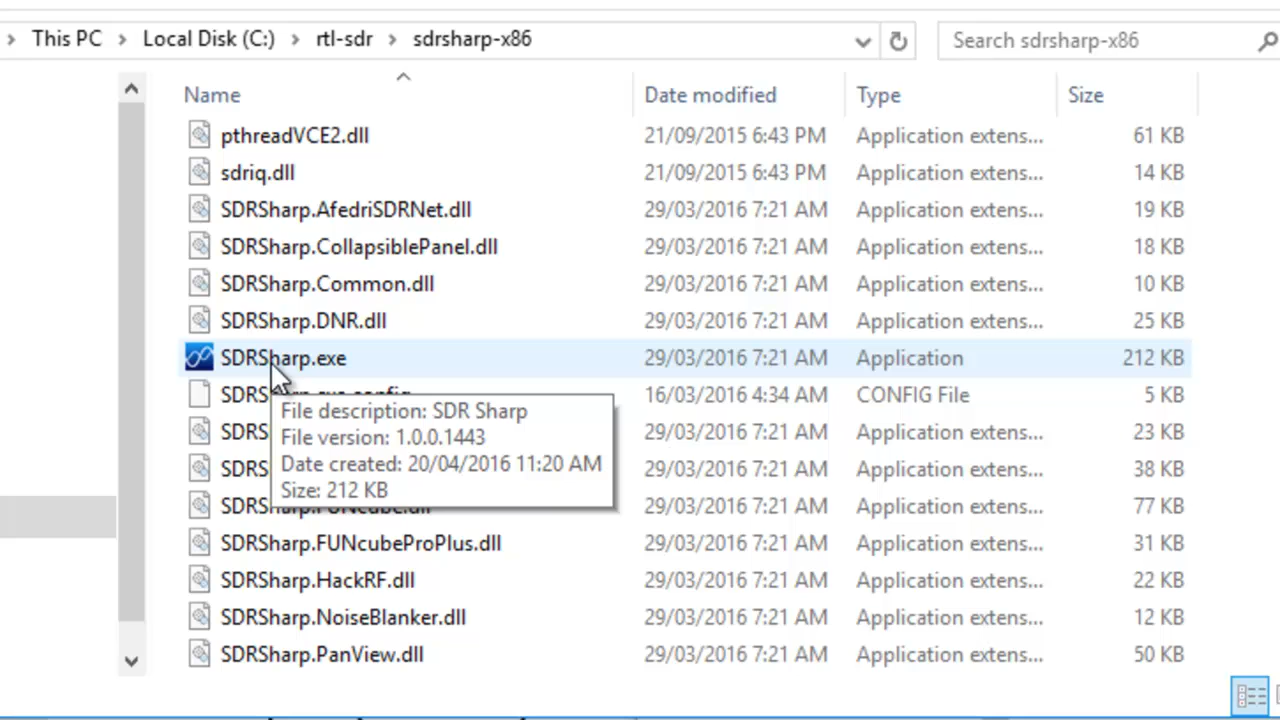 This PC > Local Disk (C:) > rtl-sdr > sdrsharp-x86
Search sdrsharp-x86
Name Date modified Type Size
pthreadVCE2.dll 21/09/2015 6:43 PM Application extens... 61 KB
sdriq.dll 21/09/2015 6:43 PM Application extens... 14 KB
SDRSharp.AfedriSDRNet.dll 29/03/2016 7:21 AM Application extens... 19 KB
SDRSharp.CollapsiblePanel.dll 29/03/2016 7:21 AM Application extens... 18 KB
SDRSharp.Common.dll 29/03/2016 7:21 AM Application extens... 10 KB
SDRSharp.DNR.dll 29/03/2016 7:21 AM Application extens... 25 KB
SDRSharp.exe 29/03/2016 7:21 AM Application 212 KB
SDRSharp.exe.config 16/03/2016 4:34 AM CONFIG File 5 KB
File description: SDR Sharp
File version: 1.0.0.1443
Date created: 20/04/2016 11:20 AM
Size: 212 KB
SDRS 29/03/2016 7:21 AM Application extens... 23 KB
SDRS 29/03/2016 7:21 AM Application extens... 38 KB
SDRSharp.FUNcube.dll 29/03/2016 7:21 AM Application extens... 77 KB
SDRSharp.FUNcubeProPlus.dll 29/03/2016 7:21 AM Application extens... 31 KB
SDRSharp.HackRF.dll 29/03/2016 7:21 AM Application extens... 22 KB
SDRSharp.NoiseBlanker.dll 29/03/2016 7:21 AM Application extens... 12 KB
SDRSharp.PanView.dll 29/03/2016 7:21 AM Application extens... 50 KB